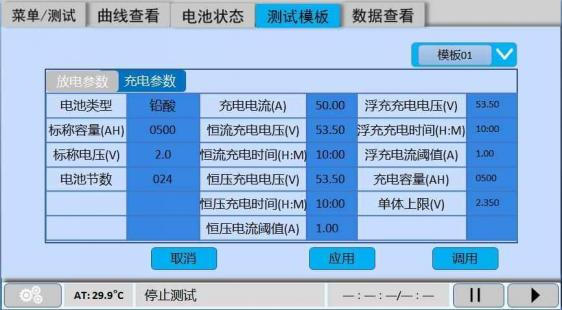 菜单/测试 曲线查看 电池状态 测试模板 数据查看
模板01
放电参数 充电参数
电池类型 铅酸 充电电流(A) 50.00 浮充充电电压(V) 53.50
标称容量(AH) 0500 恒流充电电压(V) 53.50 浮充充电时间(H:M) 10:00
标称电压(V) 2.0 恒流充电时间(H:M) 10:00 浮充电流阈值(A) 1.00
电池节数 024 恒压充电电压(V) 53.50 充电容量(AH) 0500
恒压充电时间(H:M) 10:00 单体上限(V) 2.350
恒压电流阈值(A) 1.00
取消 应用 调用
AT: 29.9°C 停止测试 —:—:—/—:—